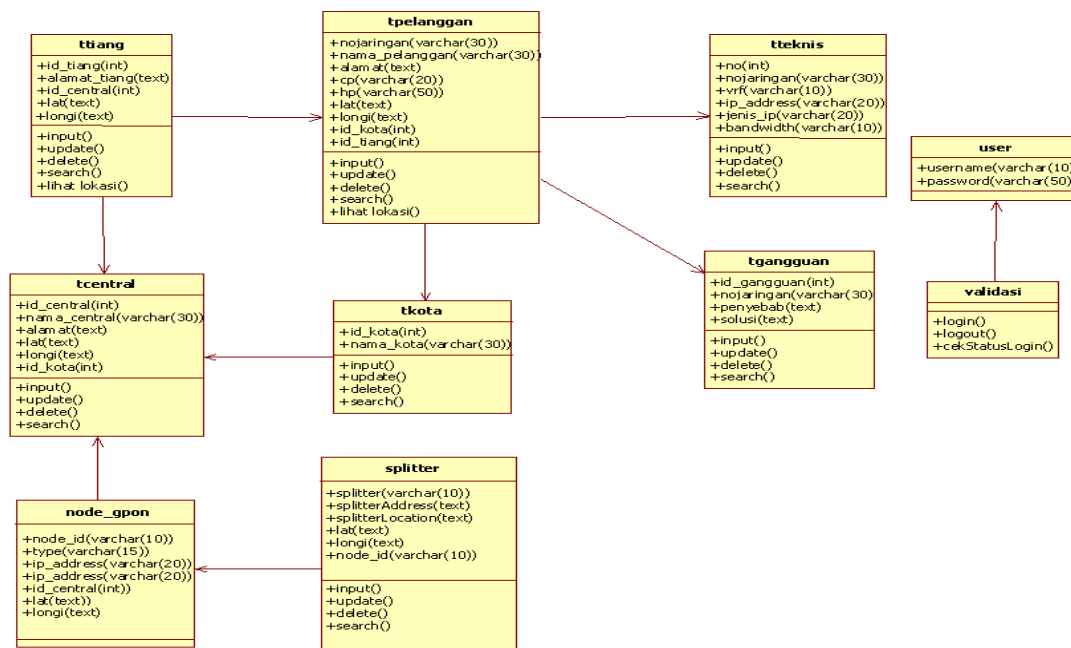 ttiang
+id_tiang(int)
+alamat_tiang(text)
+id_central(int)
+lat(text)
+longi(text)
+input()
+update()
+delete()
+search()
+lihat lokasi()
tpelanggan
+nojaringan(varchar(30))
+nama_pelanggan(varchar(30))
+alamat(text)
+cp(varchar(20))
+hp(varchar(50))
+lat(text)
+longi(text)
+id_kota(int)
+id_tiang(int)
+input()
+update()
+delete()
+search()
+lihat lokasi()
tteknis
+no(int)
+nojaringan(varchar(30)
+vrf(varchar(10))
+ip_address(varchar(20)
+jenis_ip(varchar(20))
+bandwidth(varchar(10))
+input()
+update()
+delete()
+search()
user
+username(varchar(10)
+password(varchar(50)
tcentral
+id_central(int)
+nama_central(varchar(30))
+alamat(text)
+lat(text)
+longi(text)
+id_kota(int)
+input()
+update()
+delete()
+search()
tkota
+id_kota(int)
+nama_kota(varchar(30))
+input()
+update()
+delete()
+search()
tgangguan
+id_gangguan(int)
+nojaringan(varchar(30)
+penyebab(text)
+solusi(text)
+input()
+update()
+delete()
+search()
validasi
+login()
+logout()
+cekStatusLogin()
node_gpon
+node_id(varchar(10))
+type(varchar(15))
+ip_address(varchar(20))
+ip_address(varchar(20))
+id_central(int))
+lat(text))
+longi(text)
splitter
+splitter(varchar(10))
+splitterAddress(text)
+splitterLocation(text)
+lat(text)
+longi(text)
+node_id(varchar(10))
+input()
+update()
+delete()
+search()